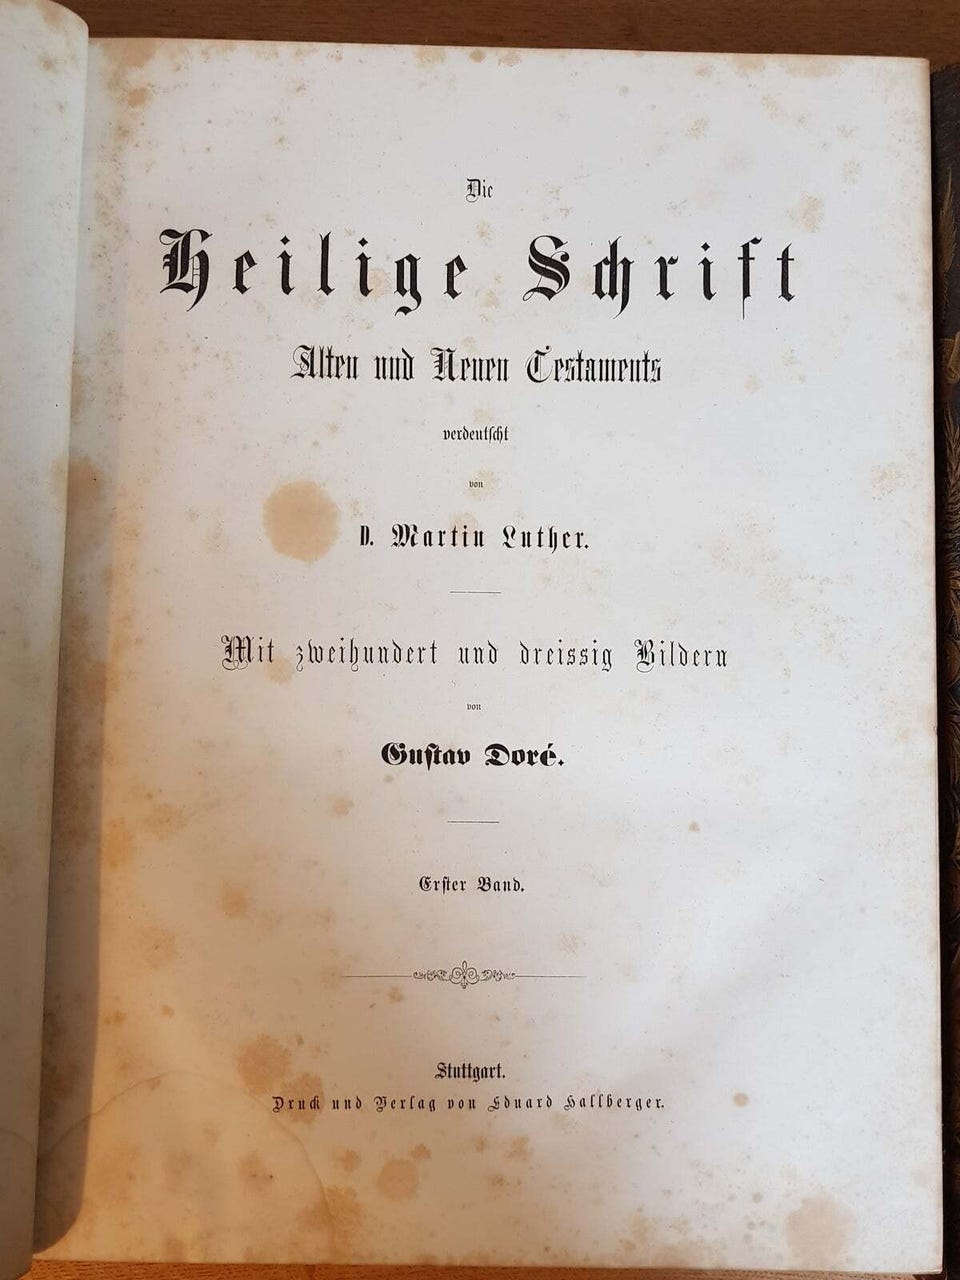 Die
Heilige Schrift
Alten und Neuen Testaments
verdeutſcht
von
D. Martin Luther.
Mit zweihundert und dreissig Bildern
von
Guſtav Doré.
Erſter Band.
Stuttgart.
Druck und Verlag von Eduard Hallberger.